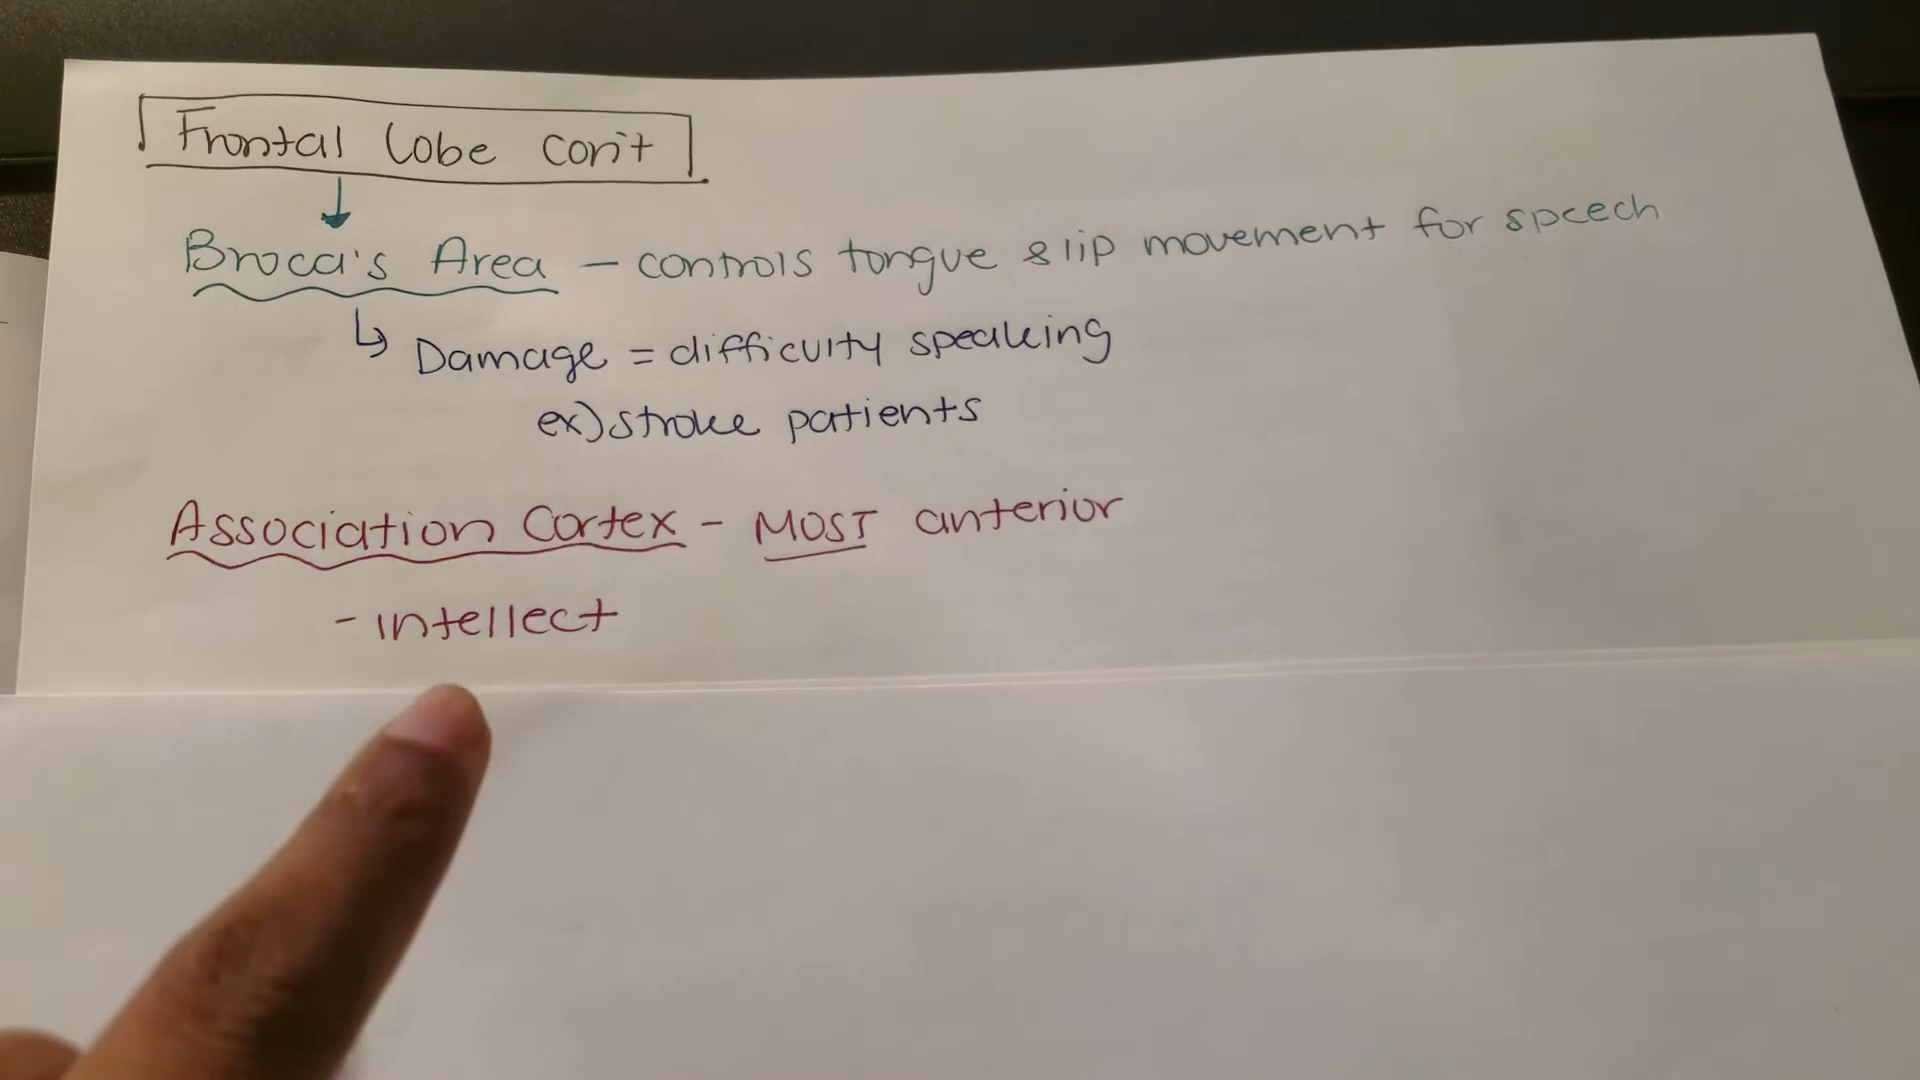 Frontal lobe con't
Broca's Area – controls tongue & lip movement for speech
↳ Damage = difficulty speaking
ex) stroke patients
Association Cortex - MOST anterior
- intellect